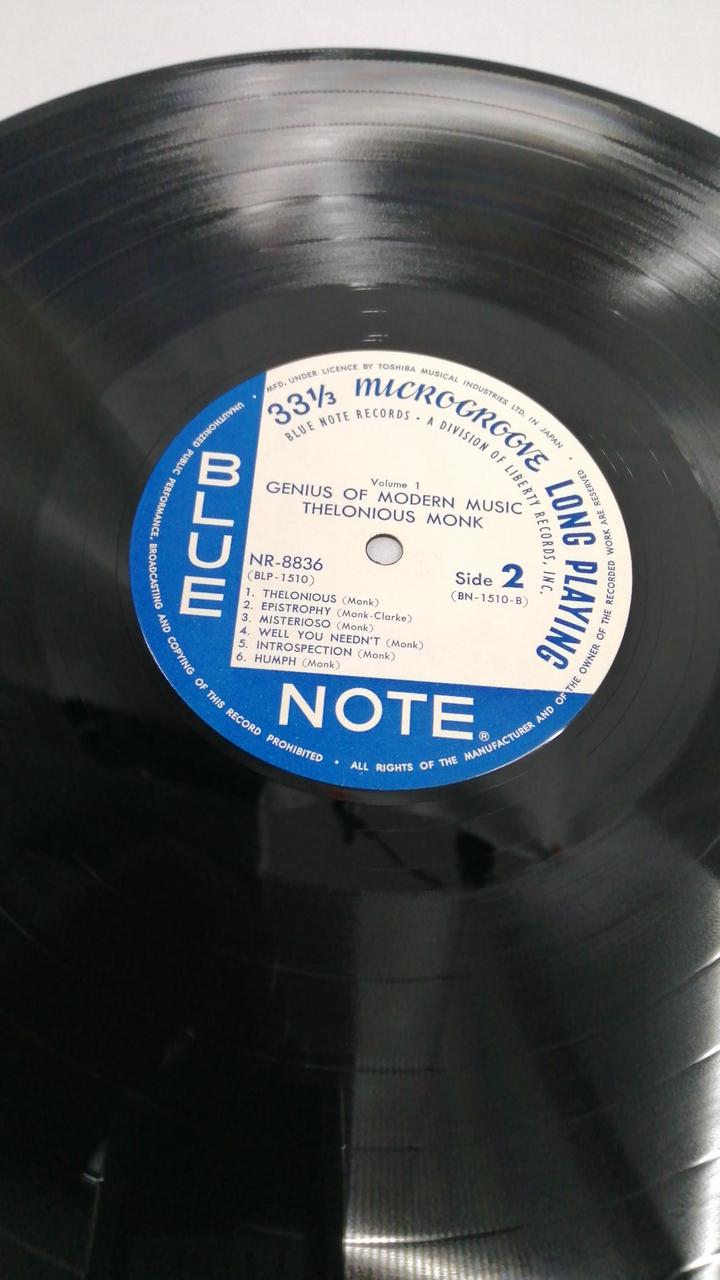 MFD. UNDER LICENCE BY TOSHIBA MUSICAL INDUSTRIES LTD. IN JAPAN •
33⅓ MICROGROOVE LONG PLAYING
BLUE NOTE RECORDS • A DIVISION OF LIBERTY RECORDS, INC.
Volume 1
GENIUS OF MODERN MUSIC
THELONIOUS MONK
NR-8836
(BLP-1510)
Side 2
(BN-1510-B)
1. THELONIOUS (Monk)
2. EPISTROPHY (Monk-Clarke)
3. MISTERIOSO (Monk)
4. WELL YOU NEEDN'T (Monk)
5. INTROSPECTION (Monk)
6. HUMPH (Monk)
BLUE
NOTE®
ALL RIGHTS OF THE MANUFACTURER AND OF THE OWNER OF THE RECORDED WORK ARE RESERVED
UNAUTHORIZED PUBLIC PERFORMANCE, BROADCASTING AND COPYING OF THIS RECORD PROHIBITED •